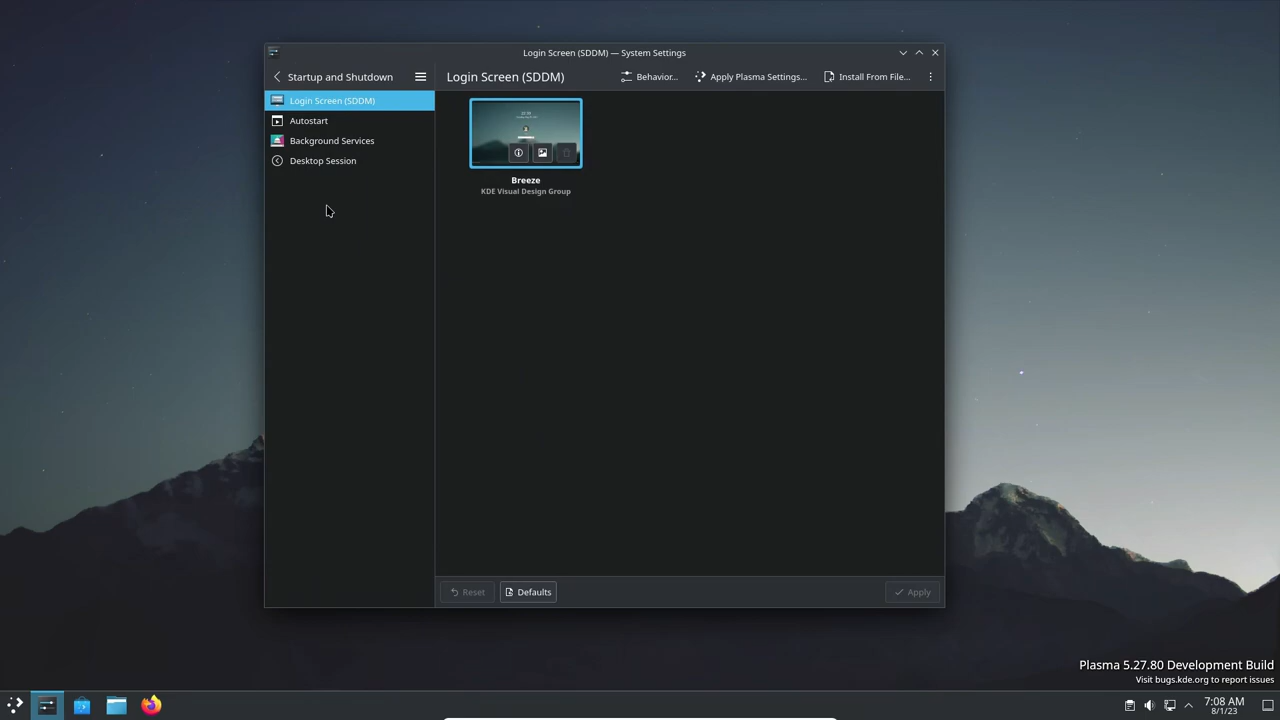 Login Screen (SDDM) — System Settings
Startup and Shutdown
Login Screen (SDDM)
Behavior...
Apply Plasma Settings...
Install From File...
Login Screen (SDDM)
Autostart
Background Services
Desktop Session
Breeze
KDE Visual Design Group
Reset
Defaults
Apply
Plasma 5.27.80 Development Build
Visit bugs.kde.org to report issues
7:08 AM
8/1/23